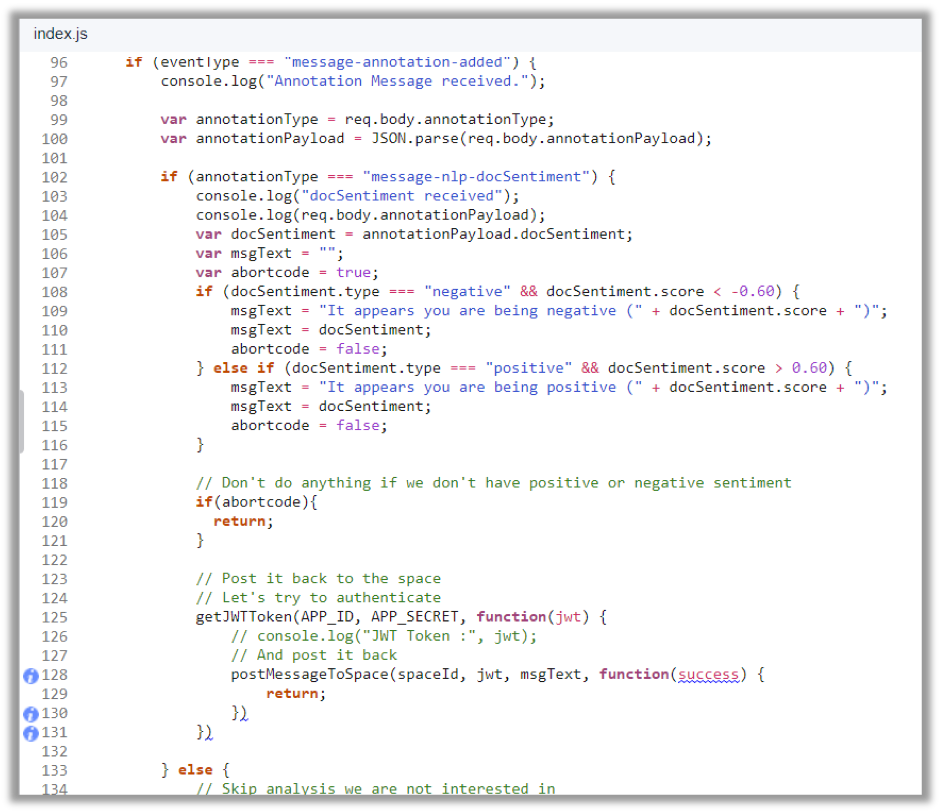 index.js
96 if (eventType === "message-annotation-added") {
97 console.log("Annotation Message received.");
98
99 var annotationType = req.body.annotationType;
100 var annotationPayload = JSON.parse(req.body.annotationPayload);
101
102 if (annotationType === "message-nlp-docSentiment") {
103 console.log("docSentiment received");
104 console.log(req.body.annotationPayload);
105 var docSentiment = annotationPayload.docSentiment;
106 var msgText = "";
107 var abortcode = true;
108 if (docSentiment.type === "negative" && docSentiment.score < -0.60) {
109 msgText = "It appears you are being negative (" + docSentiment.score + ")";
110 msgText = docSentiment;
111 abortcode = false;
112 } else if (docSentiment.type === "positive" && docSentiment.score > 0.60) {
113 msgText = "It appears you are being positive (" + docSentiment.score + ")";
114 msgText = docSentiment;
115 abortcode = false;
116 }
117
118 // Don't do anything if we don't have positive or negative sentiment
119 if(abortcode){
120 return;
121 }
122
123 // Post it back to the space
124 // Let's try to authenticate
125 getJWTToken(APP_ID, APP_SECRET, function(jwt) {
126 // console.log("JWT Token :", jwt);
127 // And post it back
128 postMessageToSpace(spaceId, jwt, msgText, function(success) {
129 return;
130 })
131 })
132
133 } else {
134 // Skip analysis we are not interested in